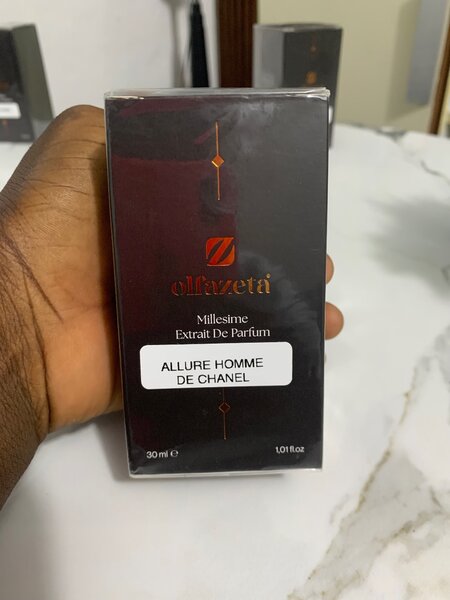 olfazeta
Millesime
Extrait De Parfum
ALLURE HOMME
DE CHANEL
30 ml ℮
1,01 fl.oz